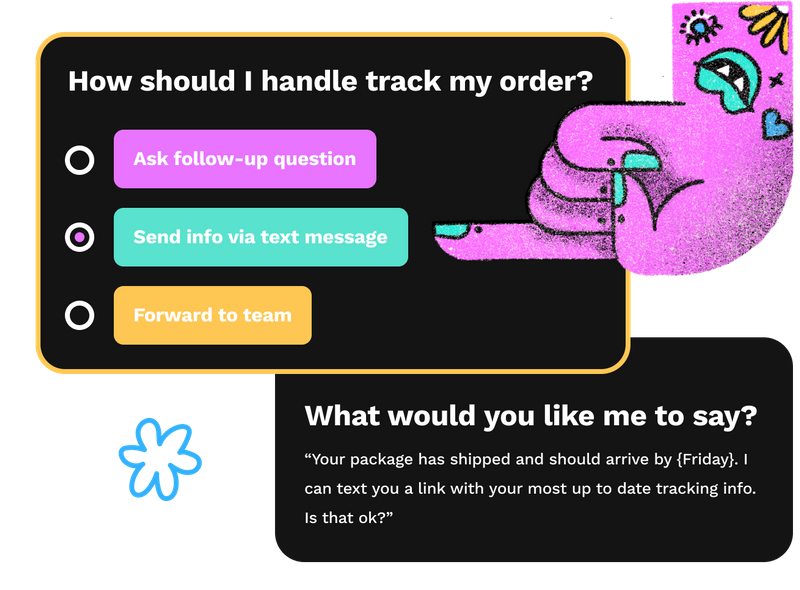 How should I handle track my order?
Ask follow-up question
Send info via text message
Forward to team
What would you like me to say?
“Your package has shipped and should arrive by {Friday}. I
can text you a link with your most up to date tracking info.
Is that ok?”